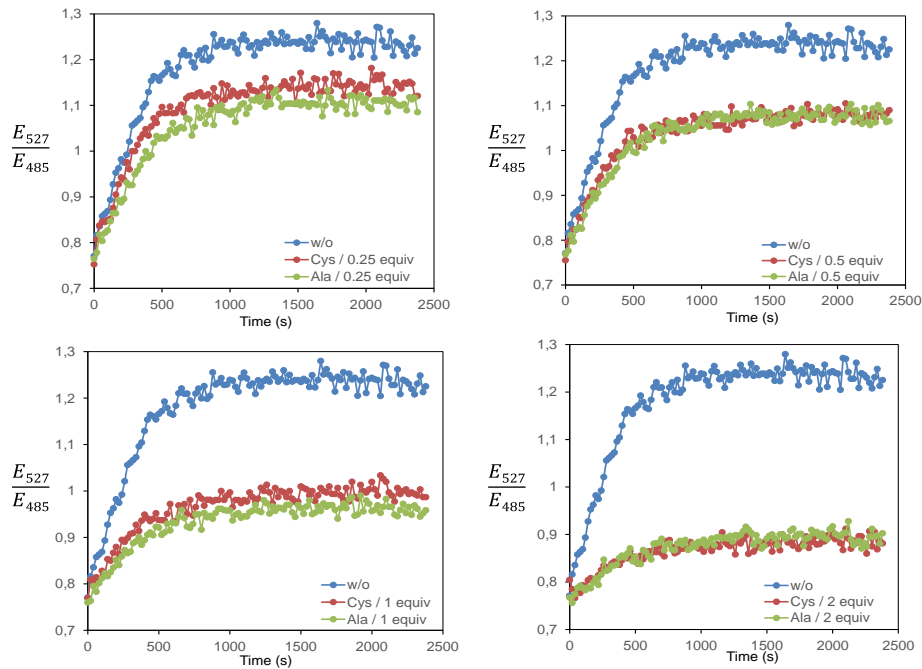 1,3
1,2
1,1
1
0,9
0,8
0,7
E527
E485
w/o
Cys / 0.25 equiv
Ala / 0.25 equiv
0 500 1000 1500 2000 2500
Time (s)
1,3
1,2
1,1
1
0,9
0,8
0,7
E527
E485
w/o
Cys / 0.5 equiv
Ala / 0.5 equiv
0 500 1000 1500 2000 2500
Time (s)
1,3
1,2
1,1
1
0,9
0,8
0,7
E527
E485
w/o
Cys / 1 equiv
Ala / 1 equiv
0 500 1000 1500 2000 2500
Time (s)
1,3
1,2
1,1
1
0,9
0,8
0,7
E527
E485
w/o
Cys / 2 equiv
Ala / 2 equiv
0 500 1000 1500 2000 2500
Time (s)